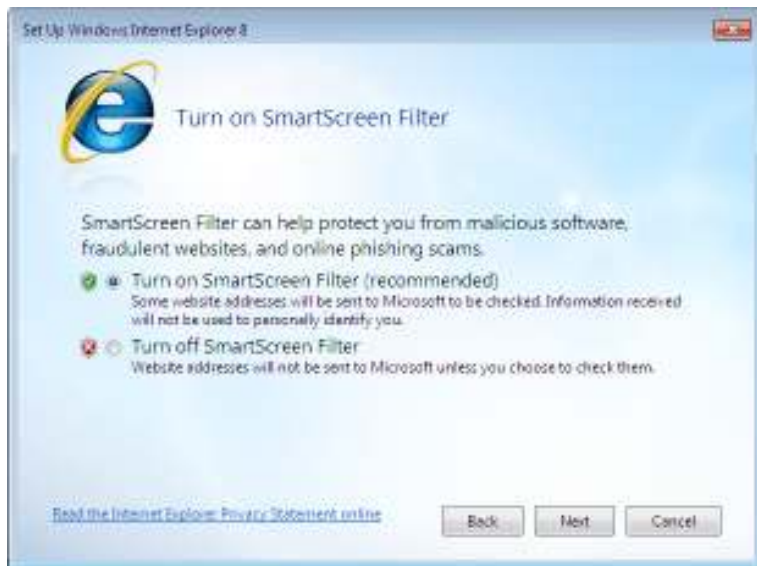 Set Up Windows Internet Explorer 8
Turn on SmartScreen Filter
SmartScreen Filter can help protect you from malicious software,
fraudulent websites, and online phishing scams.
Turn on SmartScreen Filter (recommended)
Some website addresses will be sent to Microsoft to be checked. Information received
will not be used to personally identify you.
Turn off SmartScreen Filter
Website addresses will not be sent to Microsoft unless you choose to check them.
Read the Internet Explorer Privacy Statement online
Back Next Cancel